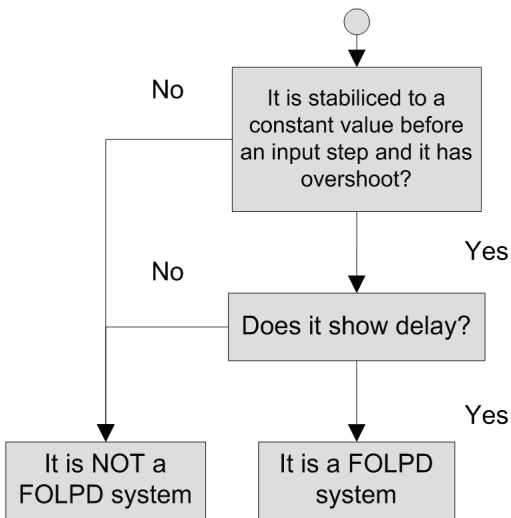 No
It is stabiliced to a
constant value before
an input step and it has
overshoot?
Yes
No
Does it show delay?
Yes
It is NOT a
FOLPD system
It is a FOLPD
system